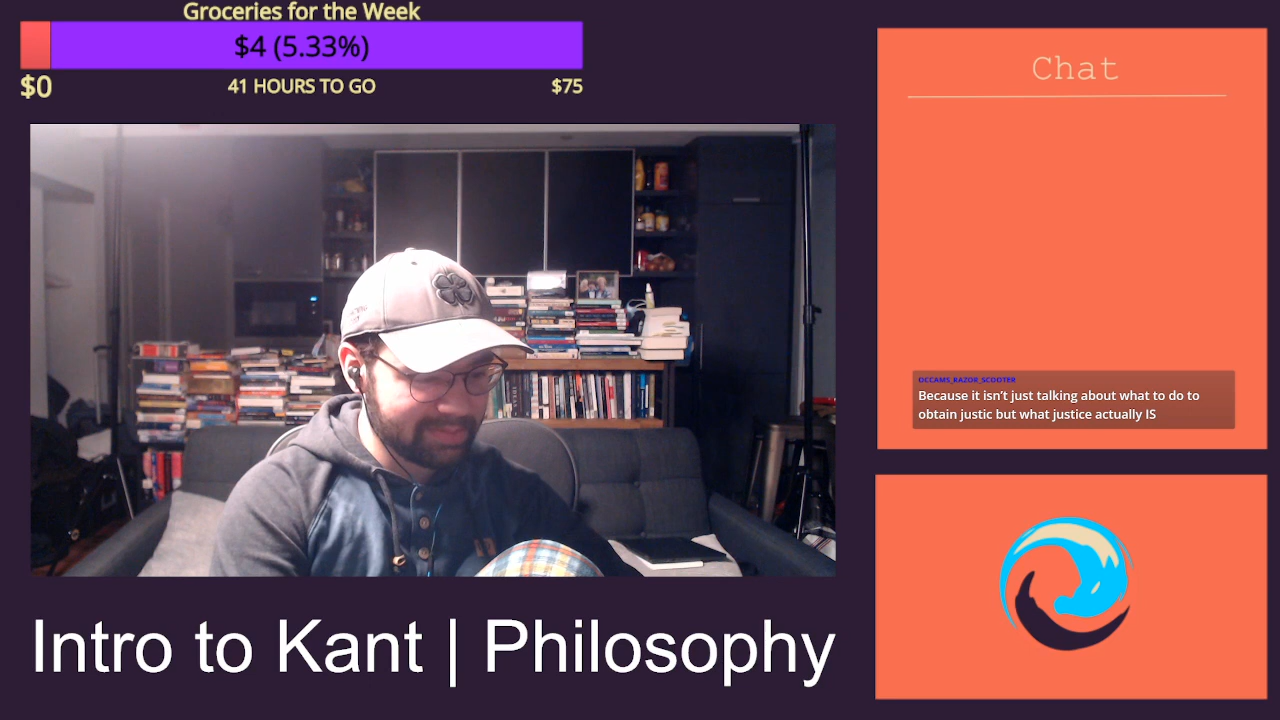 Groceries for the Week
$4 (5.33%)
$0
41 HOURS TO GO
$75
Chat
OCCAMS_RAZOR_SCOOTER
Because it isn't just talking about what to do to
obtain justic but what justice actually IS
Intro to Kant | Philosophy